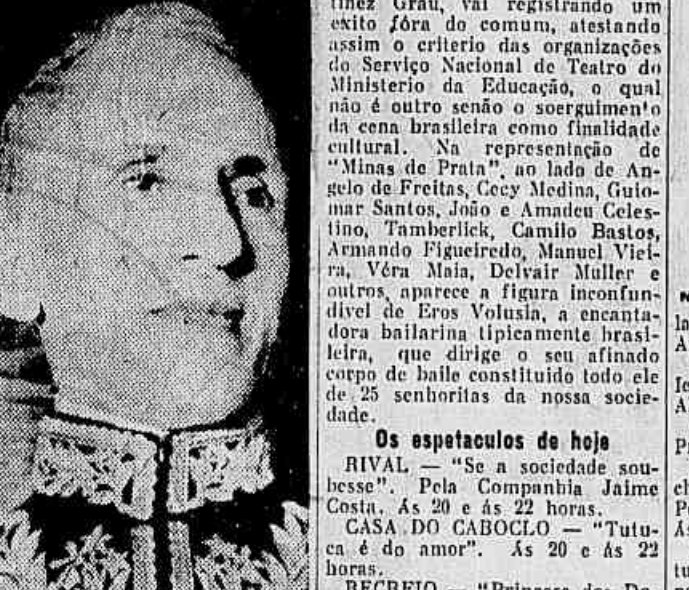 tinez Grau, vai registrando um
exito fóra do comum, atestando
assim o criterio das organizações
do Serviço Nacional de Teatro do
Ministerio da Educação, o qual
não é outro senão o soerguimento
da cena brasileira como finalidade
cultural. Na representação de
"Minas de Prata", ao lado de An-
gelo de Freitas, Cecy Medina, Guio-
mar Santos, João e Amadeu Celes-
tino, Tamberlick, Camilo Bastos,
Armando Figueiredo, Manuel Viei-
ra, Véra Maia, Delvair Muller e
outros, aparece a figura inconfun-
divel de Eros Volusia, a encanta-
dora bailarina tipicamente brasi-
leira, que dirige o seu afinado
corpo de baile constituido todo ele
de 25 senhoritas da nossa socie-
dade.
Os espetaculos de hoje
RIVAL — "Se a sociedade sou-
besse". Pela Companhia Jaime
Costa. Ás 20 e ás 22 horas.
CASA DO CABOCLO — "Tutu-
ca é do amor". Ás 20 e ás 22
horas.
RECREIO — "Princesa dos